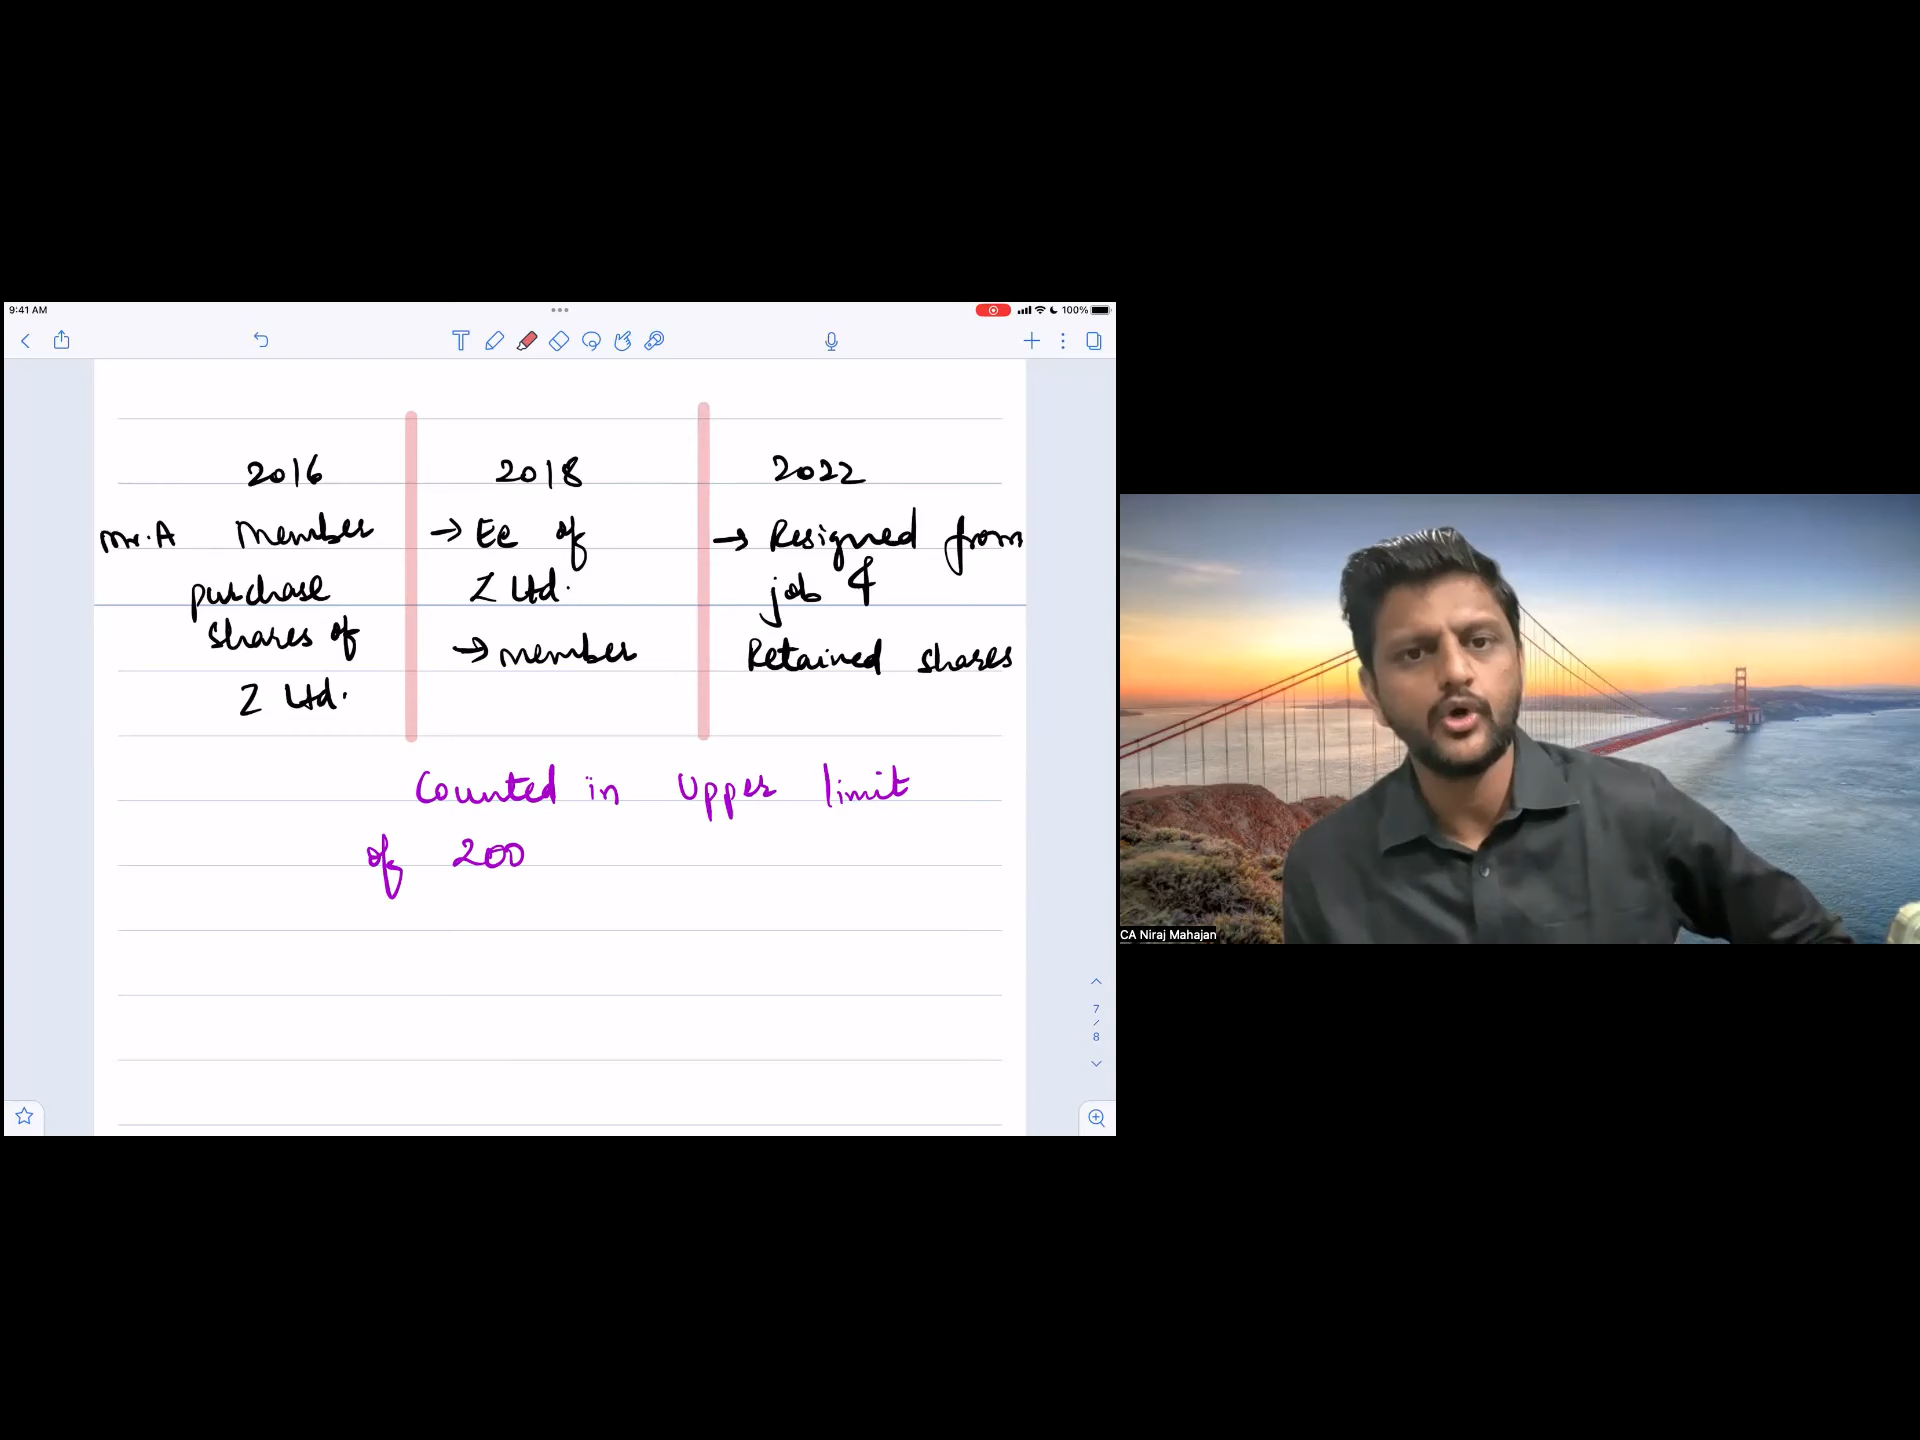 9:41 AM
100%
2016
2018
2022
Mr. A Member
→ Ee of
→ Resigned from
purchase
Z Ltd.
job &
shares of
→ member
Retained shares
Z Ltd.
Counted in Upper limit
of 200
CA Niraj Mahajan
7
/
8